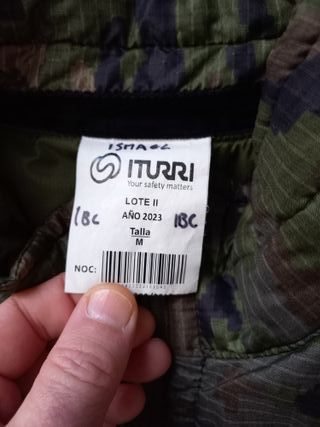 ISMAEL
ITURRI
Your safety matters
LOTE II
1BC AÑO 2023 1BC
Talla
M
NOC: